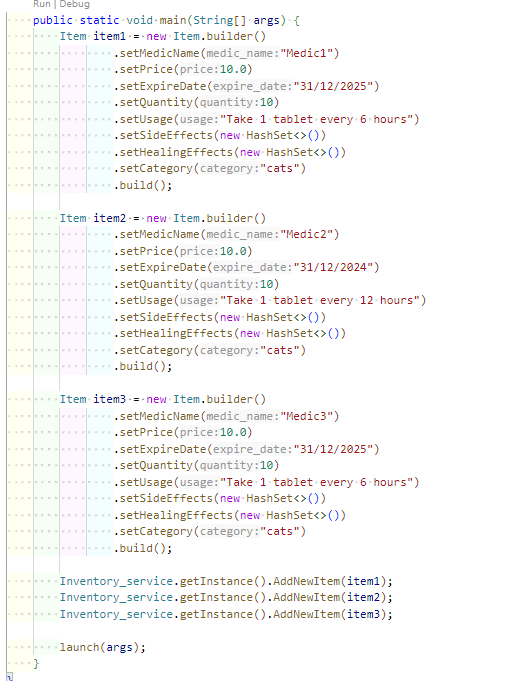 Run | Debug
public static void main(String[] args) {
Item item1 = new Item.builder()
.setMedicName(medic_name:"Medic1")
.setPrice(price:10.0)
.setExpireDate(expire_date:"31/12/2025")
.setQuantity(quantity:10)
.setUsage(usage:"Take 1 tablet every 6 hours")
.setSideEffects(new HashSet<>())
.setHealingEffects(new HashSet<>())
.setCategory(category:"cats")
.build();
Item item2 = new Item.builder()
.setMedicName(medic_name:"Medic2")
.setPrice(price:10.0)
.setExpireDate(expire_date:"31/12/2024")
.setQuantity(quantity:10)
.setUsage(usage:"Take 1 tablet every 12 hours")
.setSideEffects(new HashSet<>())
.setHealingEffects(new HashSet<>())
.setCategory(category:"cats")
.build();
Item item3 = new Item.builder()
.setMedicName(medic_name:"Medic3")
.setPrice(price:10.0)
.setExpireDate(expire_date:"31/12/2025")
.setQuantity(quantity:10)
.setUsage(usage:"Take 1 tablet every 6 hours")
.setSideEffects(new HashSet<>())
.setHealingEffects(new HashSet<>())
.setCategory(category:"cats")
.build();
Inventory_service.getInstance().AddNewItem(item1);
Inventory_service.getInstance().AddNewItem(item2);
Inventory_service.getInstance().AddNewItem(item3);
launch(args);
}
}